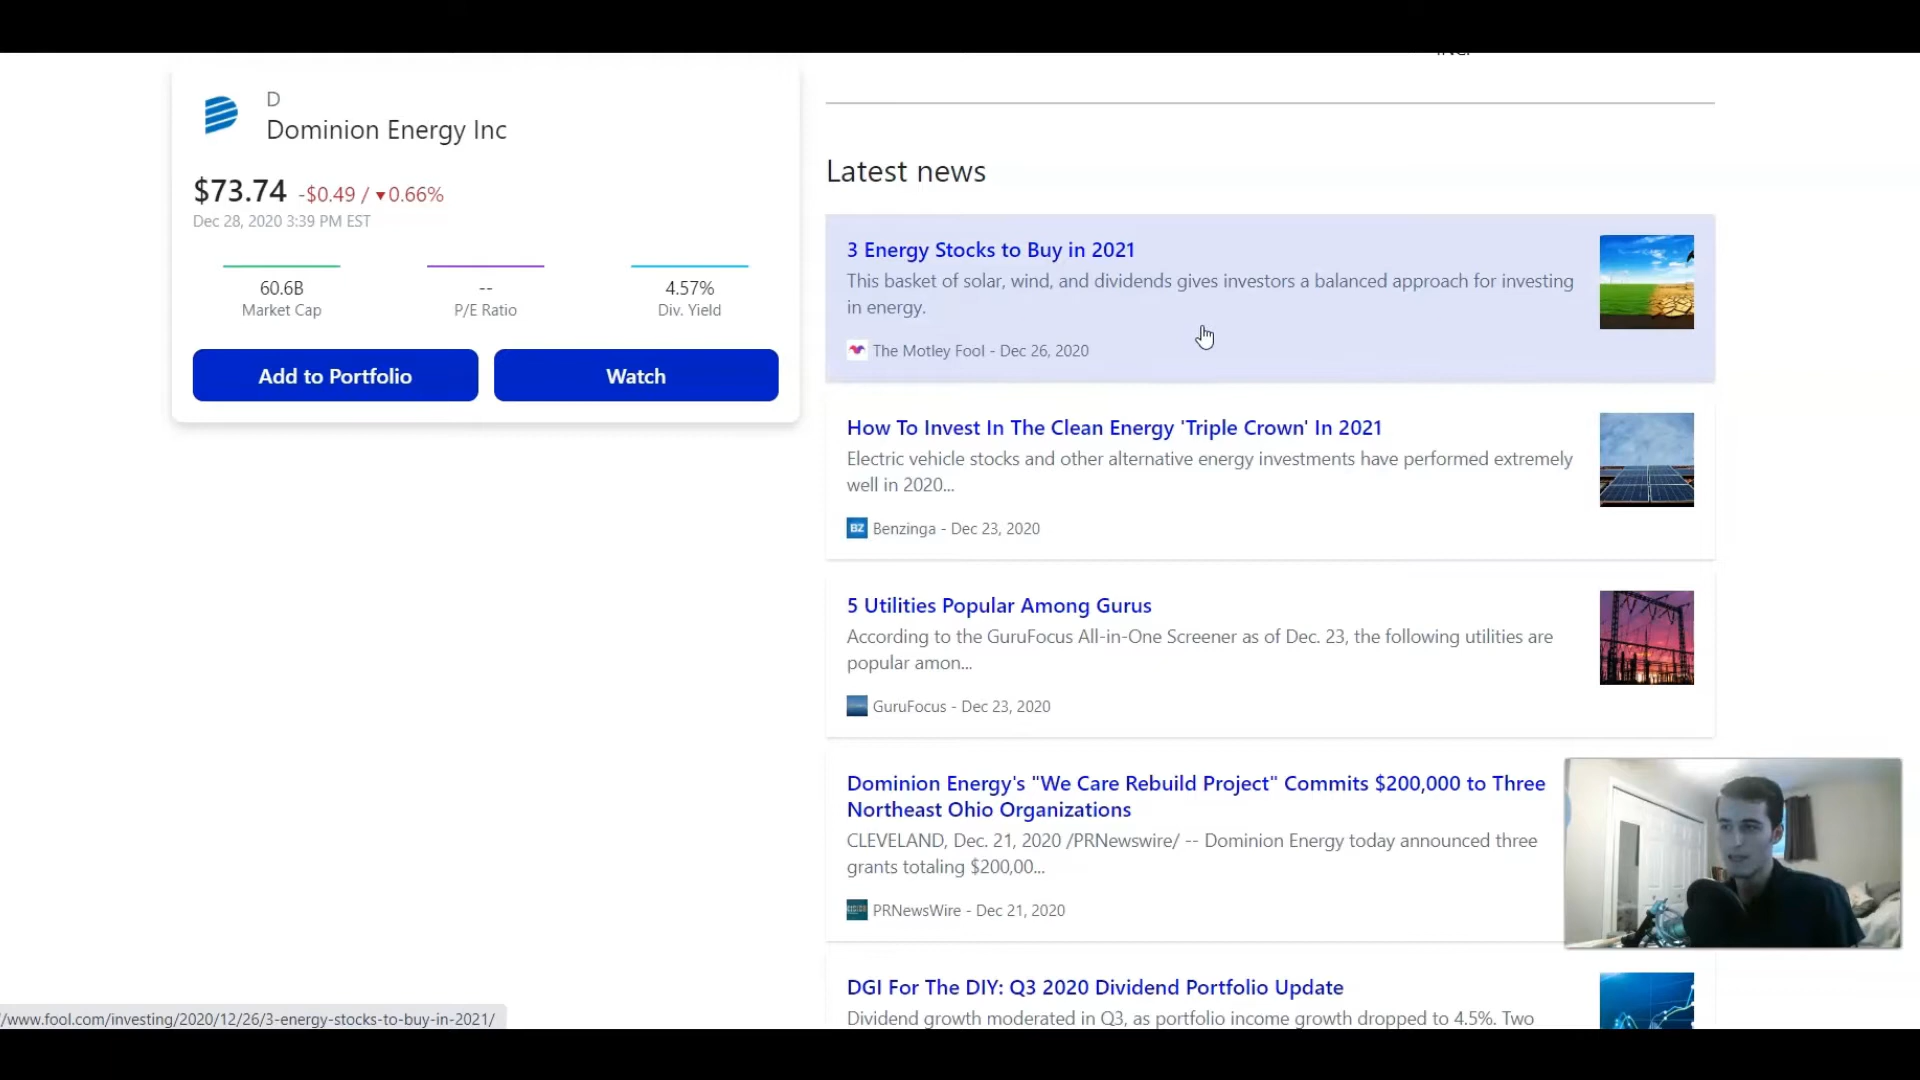 D
Dominion Energy Inc
$73.74 -$0.49 / ▼0.66%
Dec 28, 2020 3:39 PM EST
60.6B
Market Cap
--
P/E Ratio
4.57%
Div. Yield
Add to Portfolio
Watch
Latest news
3 Energy Stocks to Buy in 2021
This basket of solar, wind, and dividends gives investors a balanced approach for investing
in energy.
The Motley Fool - Dec 26, 2020
How To Invest In The Clean Energy 'Triple Crown' In 2021
Electric vehicle stocks and other alternative energy investments have performed extremely
well in 2020...
BZ Benzinga - Dec 23, 2020
5 Utilities Popular Among Gurus
According to the GuruFocus All-in-One Screener as of Dec. 23, the following utilities are
popular amon...
GuruFocus - Dec 23, 2020
Dominion Energy's "We Care Rebuild Project" Commits $200,000 to Three
Northeast Ohio Organizations
CLEVELAND, Dec. 21, 2020 /PRNewswire/ -- Dominion Energy today announced three
grants totaling $200,00...
PRNewsWire - Dec 21, 2020
DGI For The DIY: Q3 2020 Dividend Portfolio Update
Dividend growth moderated in Q3, as portfolio income growth dropped to 4.5%. Two
/www.fool.com/investing/2020/12/26/3-energy-stocks-to-buy-in-2021/